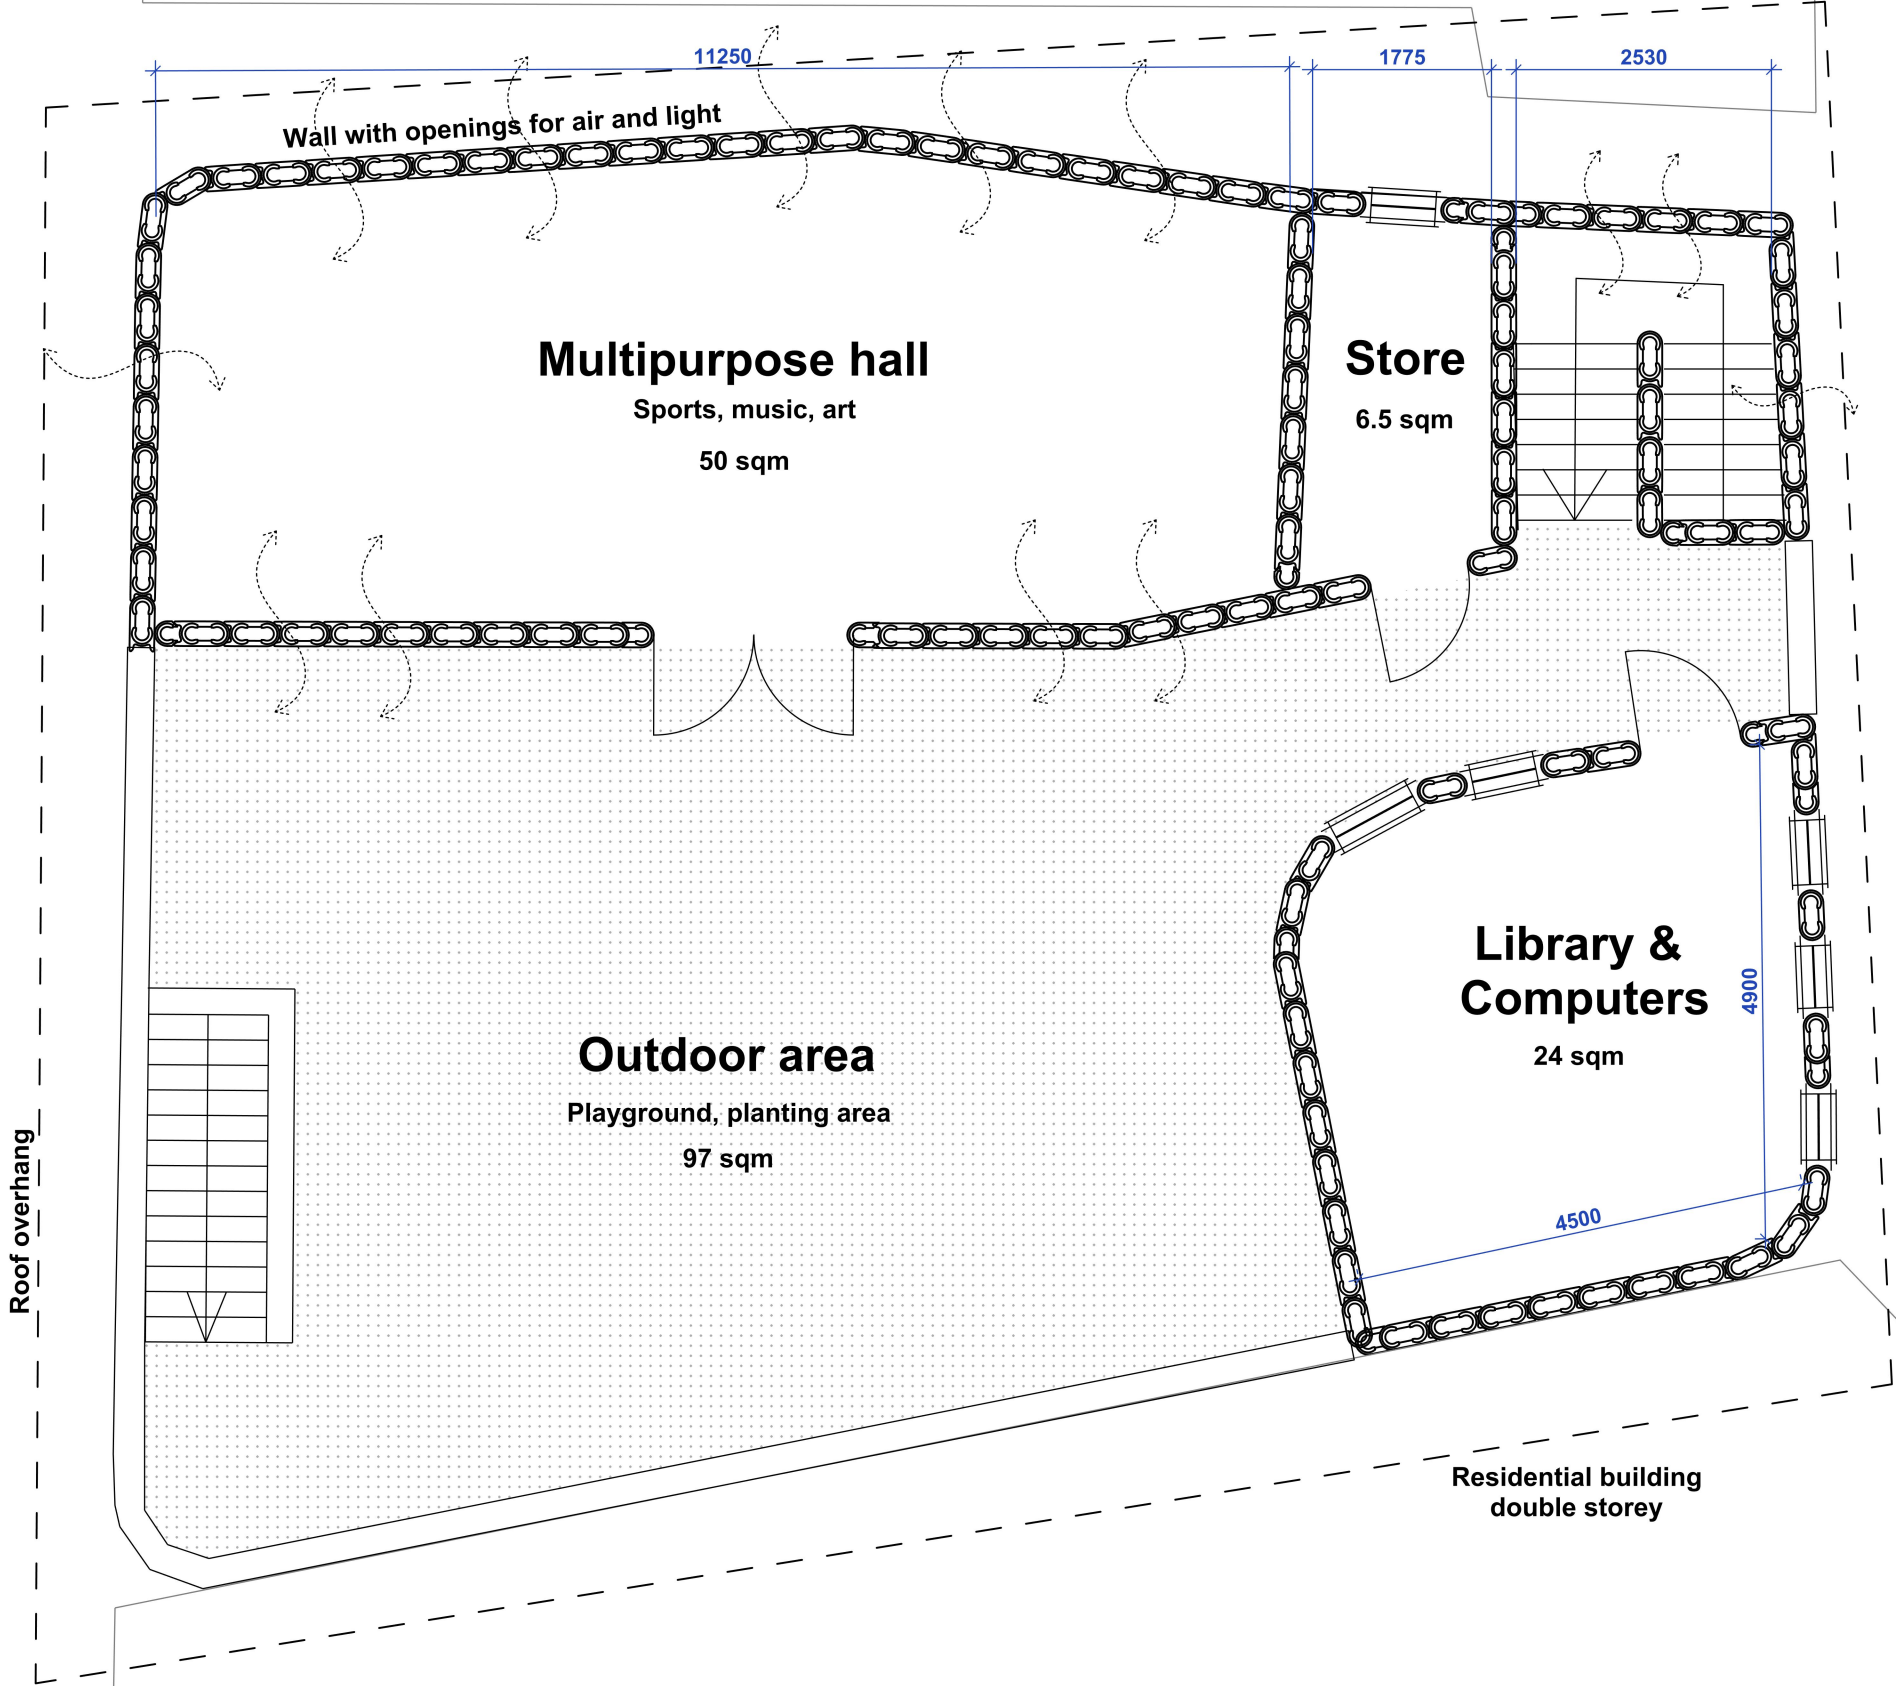 11250
1775
2530
Wall with openings for air and light
Multipurpose hall
Sports, music, art
50 sqm
Store
6.5 sqm
Library &
Computers
24 sqm
4900
4500
Outdoor area
Playground, planting area
97 sqm
Roof overhang
Residential building
double storey